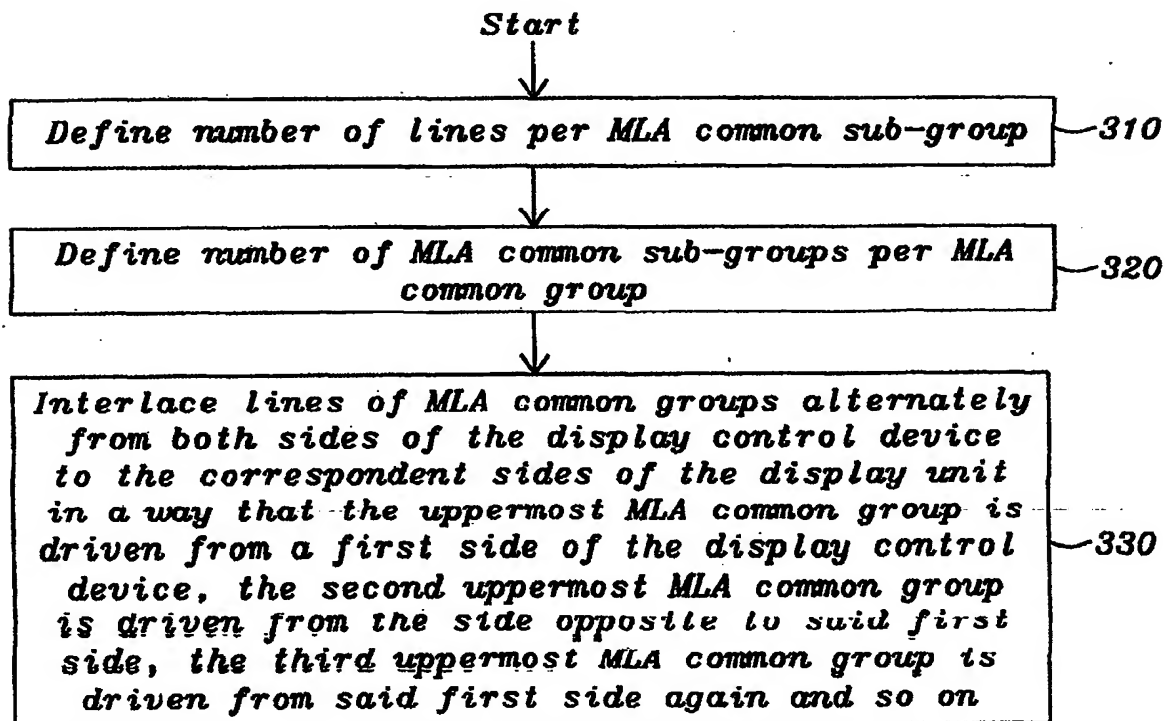 Start
Define number of lines per MLA common sub-group
310
Define number of MLA common sub-groups per MLA
common group
320
Interlace lines of MLA common groups alternately
from both sides of the display control device
to the correspondent sides of the display unit
in a way that the uppermost MLA common group is
driven from a first side of the display control
330
device, the second uppermost MLA common group
is driven from the side opposite to said first
side, the third uppermost MLA common group is
driven from said first side again and so on